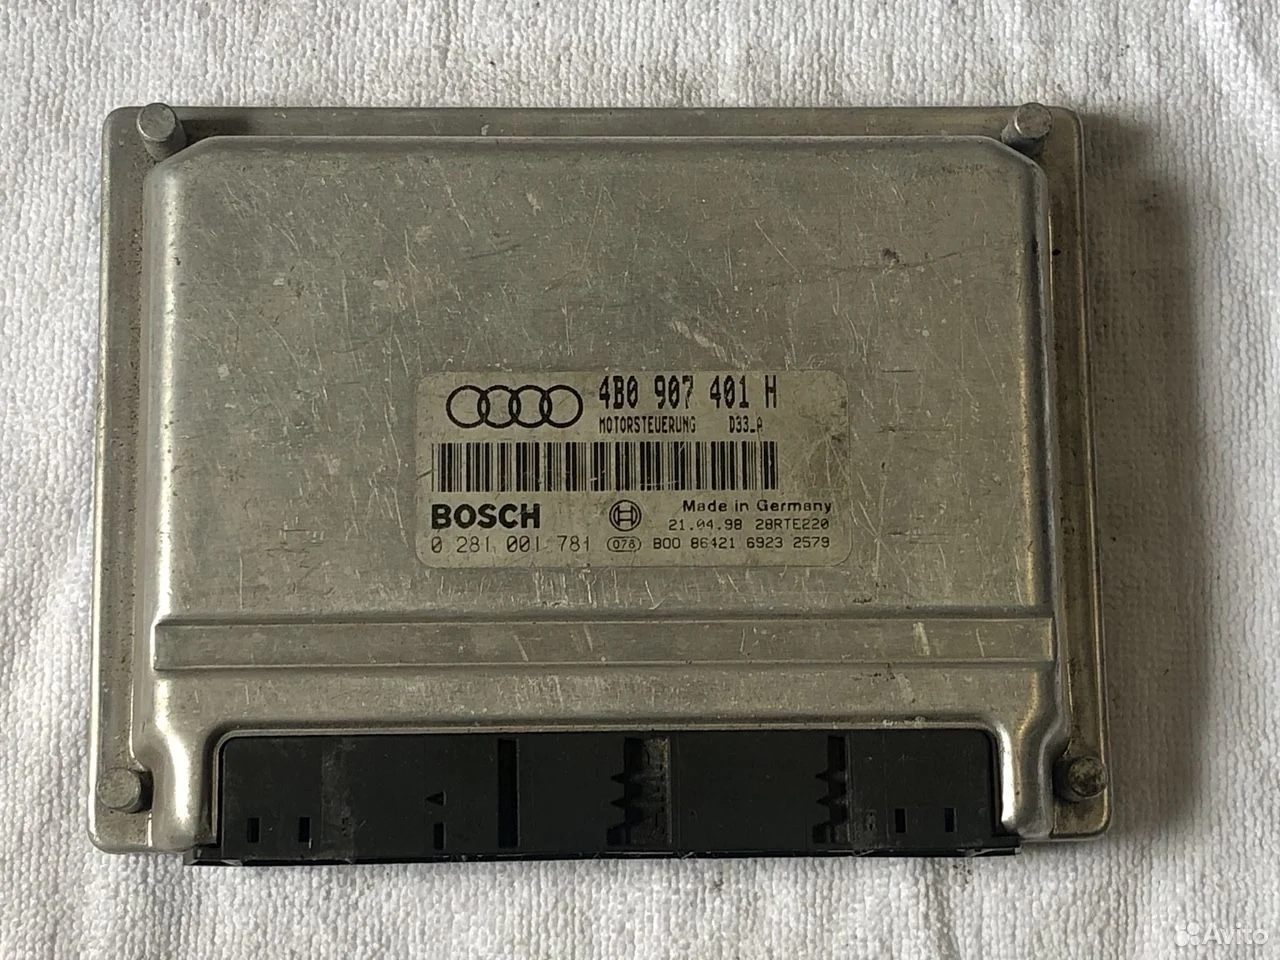 4B0 907 401 H
MOTORSTEUERUNG D33_A
BOSCH
Made in Germany
21.04.98 28RTE220
0 281 001 781 078 B00 86421 6923 2579
Avito